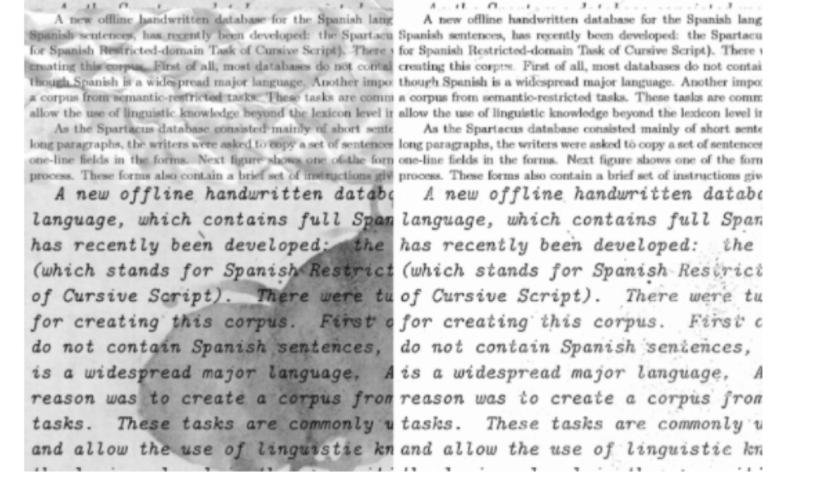 A new offline handwritten database for the Spanish lang
Spanish sentences, has recently been developed: the Spartacu
for Spanish Restricted-domain Task of Cursive Script). There
creating this corpus. First of all, most databases do not contai
though Spanish is a widespread major language. Another impo
a corpus from semantic-restricted tasks. These tasks are comm
allow the use of linguistic knowledge beyond the lexicon level in
As the Spartacus database consisted mainly of short sente
long paragraphs, the writers were asked to copy a set of sentences
one-line fields in the forms. Next figure shows one of the forn
process. These forms also contain a brief set of instructions giv
A new offline handwritten databa
language, which contains full Span
has recently been developed: the
(which stands for Spanish Restrict
of Cursive Script). There were tu
for creating this corpus. First o
do not contain Spanish sentences,
is a widespread major language. A
reason was to create a corpus from
tasks. These tasks are commonly u
and allow the use of linguistic kn
A new offline handwritten database for the Spanish lang
Spanish sentences, has recently been developed: the Spartacu
for Spanish Restricted-domain Task of Cursive Script). There
creating this corpus. First of all, most databases do not contai
though Spanish is a widespread major language. Another impo
a corpus from semantic-restricted tasks. These tasks are comm
allow the use of linguistic knowledge beyond the lexicon level in
As the Spartacus database consisted mainly of short sente
long paragraphs, the writers were asked to copy a set of sentences
one-line fields in the forms. Next figure shows one of the forn
process. These forms also contain a brief set of instructions giv
A new offline handwritten databa
language, which contains full Span
has recently been developed: the
(which stands for Spanish Restrict
of Cursive Script). There were tu
for creating this corpus. First c
do not contain Spanish sentences,
is a widespread major language. A
reason was to create a corpus from
tasks. These tasks are commonly u
and allow the use of linguistic kn